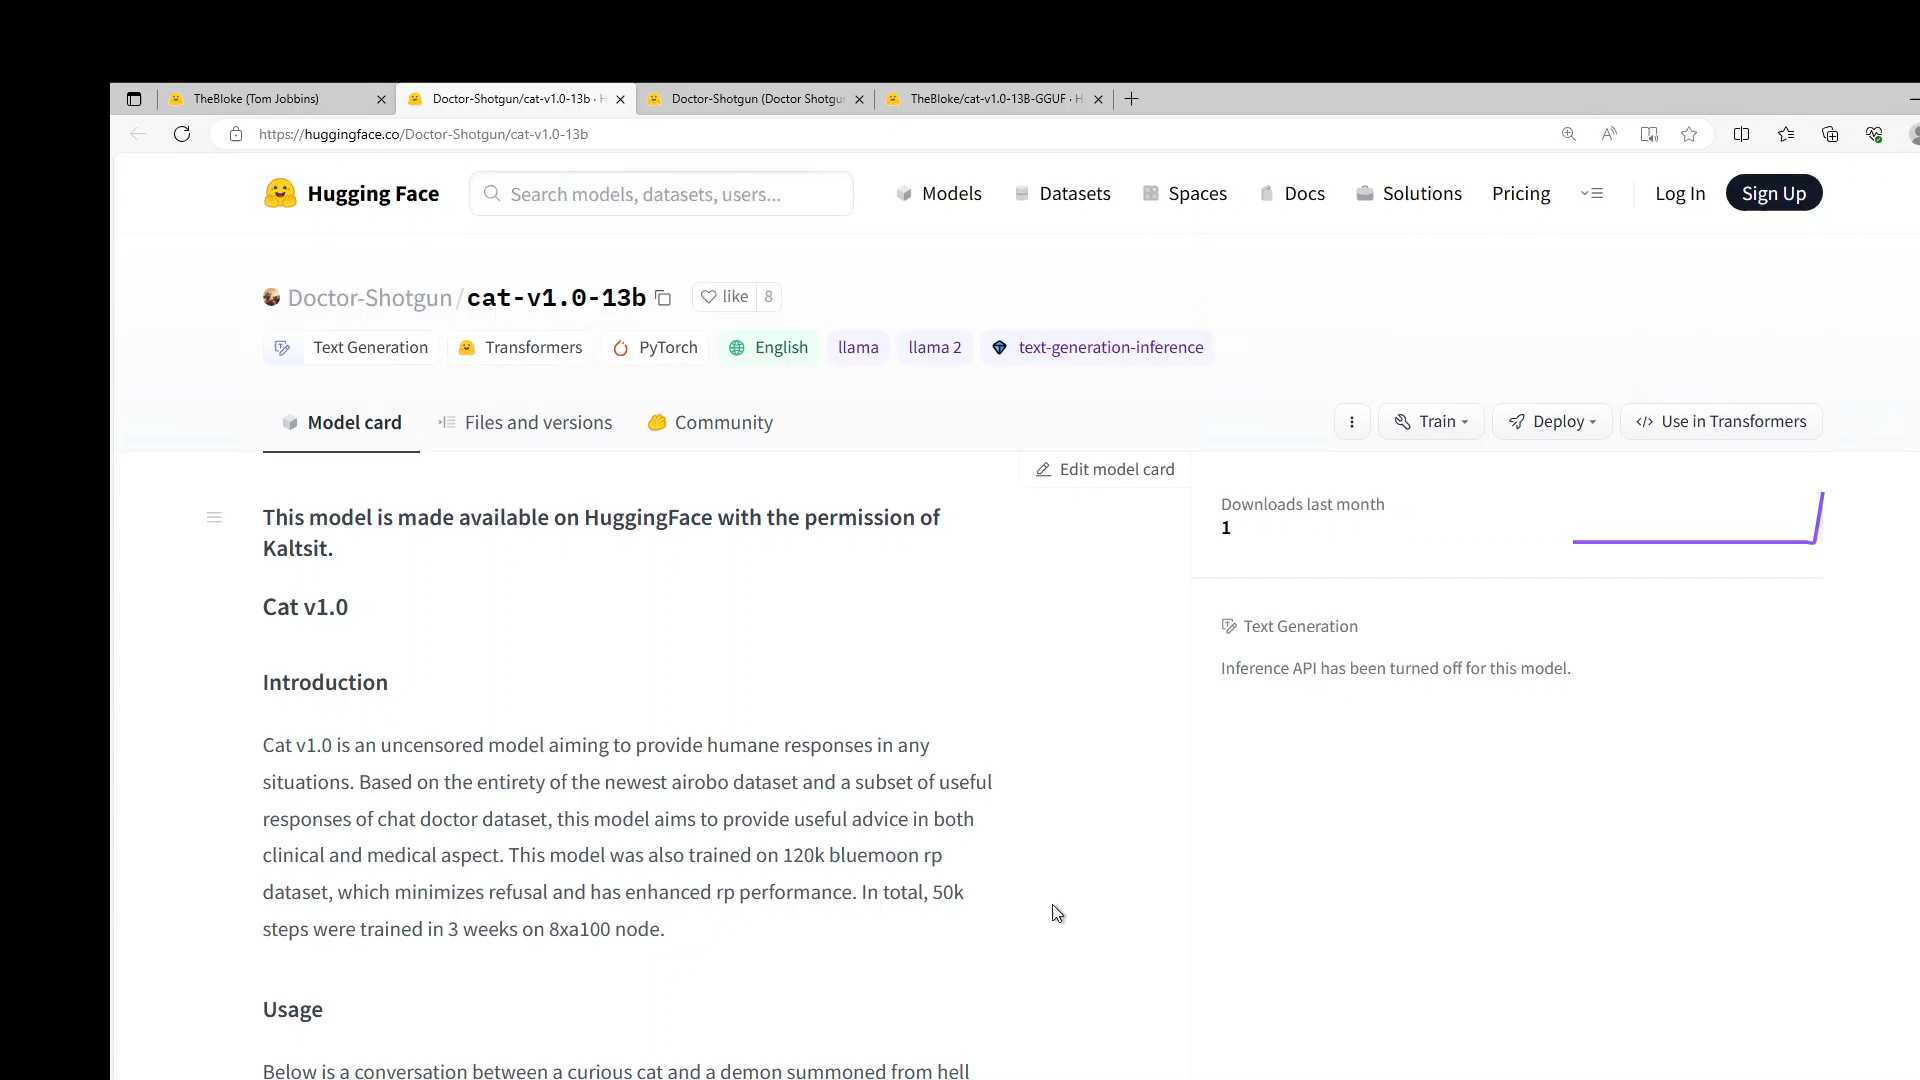 TheBloke (Tom Jobbins)
Doctor-Shotgun/cat-v1.0-13b · H
Doctor-Shotgun (Doctor Shotgu
TheBloke/cat-v1.0-13B-GGUF · H
https://huggingface.co/Doctor-Shotgun/cat-v1.0-13b
Hugging Face
Search models, datasets, users...
Models
Datasets
Spaces
Docs
Solutions
Pricing
Log In
Sign Up
Doctor-Shotgun/cat-v1.0-13b
like 8
Text Generation
Transformers
PyTorch
English
llama
llama 2
text-generation-inference
Model card
Files and versions
Community
Train
Deploy
</> Use in Transformers
Edit model card
This model is made available on HuggingFace with the permission of
Kaltsit.
Cat v1.0
Introduction
Cat v1.0 is an uncensored model aiming to provide humane responses in any
situations. Based on the entirety of the newest airobo dataset and a subset of useful
responses of chat doctor dataset, this model aims to provide useful advice in both
clinical and medical aspect. This model was also trained on 120k bluemoon rp
dataset, which minimizes refusal and has enhanced rp performance. In total, 50k
steps were trained in 3 weeks on 8xa100 node.
Usage
Below is a conversation between a curious cat and a demon summoned from hell
Downloads last month
1
Text Generation
Inference API has been turned off for this model.